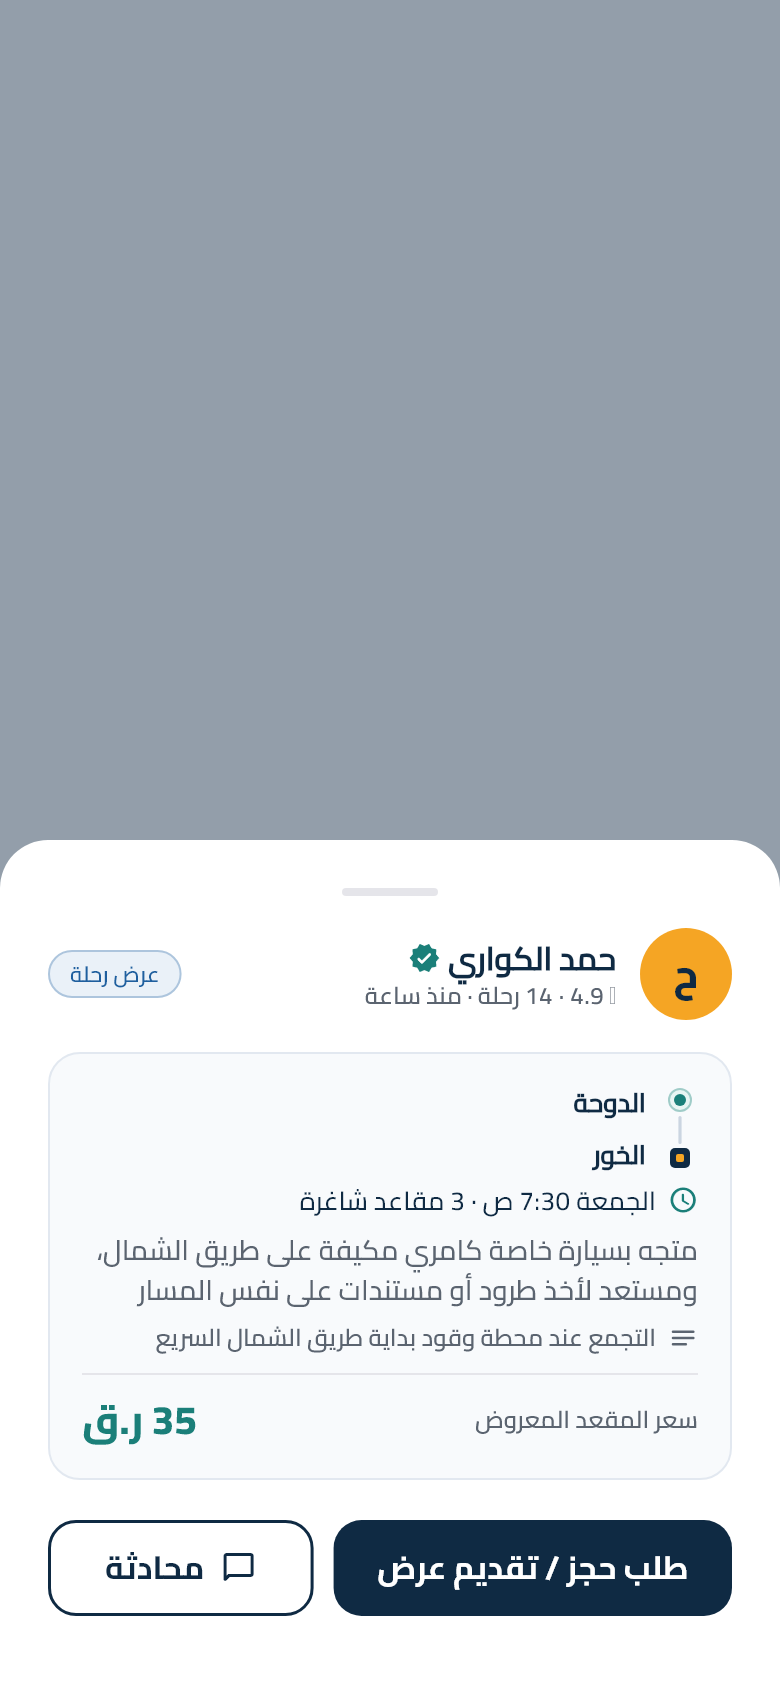 ح
حمد الكواري
4.9 · 14 رحلة · منذ ساعة
عرض رحلة
الدوحة
الخور
الجمعة 7:30 ص · 3 مقاعد شاغرة
متجه بسيارة خاصة كامري مكيفة على طريق الشمال،
ومستعد لأخذ طرود أو مستندات على نفس المسار
التجمع عند محطة وقود بداية طريق الشمال السريع
سعر المقعد المعروض
35 ر.ق
طلب حجز / تقديم عرض
محادثة